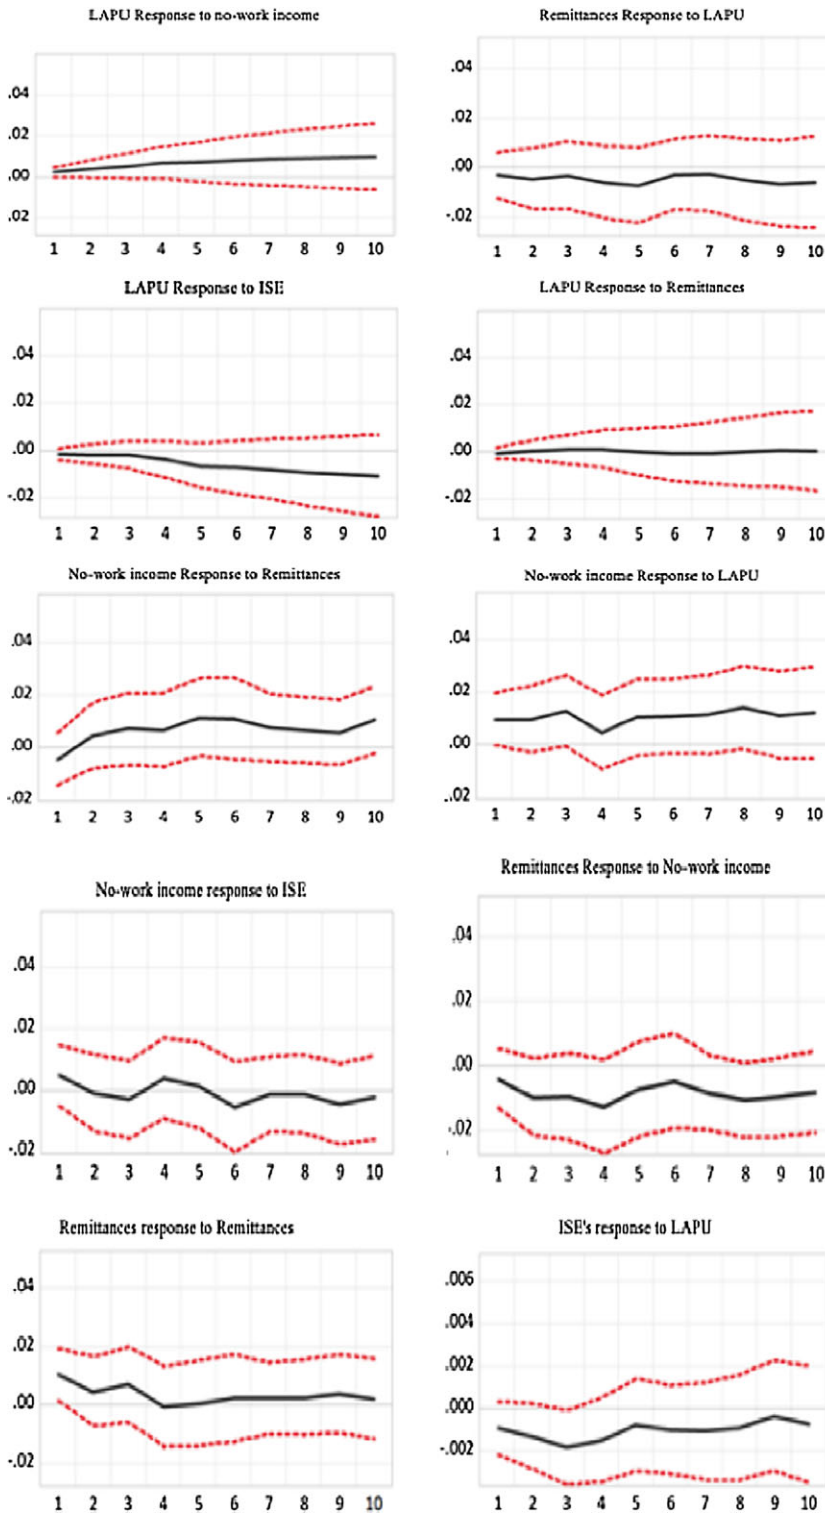 LAPU Response to no-work income
.04
.02
.00
.02
1 2 3 4 5 6 7 8 9 10
Remittances Response to LAPU
.04
.02
.00
-.02
1 2 3 4 5 6 7 8 9 10
LAPU Response to ISE
.04
.02
.00
-.02
1 2 3 4 5 6 7 8 9 10
LAPU Response to Remittances
.04
.02
.00
-.02
1 2 3 4 5 6 7 8 9 10
No-work income Response to Remittances
.04
.02
.00
-.02
1 2 3 4 5 6 7 8 9 10
No-work income Response to LAPU
.04
.02
.00
.02
1 2 3 4 5 6 7 8 9 10
No-work income response to ISE
.04
.02
.00
-.02
1 2 3 4 5 6 7 8 9 10
Remittances Response to No-work income
.04
.02
.00
.02
1 2 3 4 5 6 7 8 9 10
Remittances response to Remittances
.04
.02
.00
-.02
1 2 3 4 5 6 7 8 9 10
ISE's response to LAPU
.006
.004
.002
.000
-.002
1 2 3 4 5 6 7 8 9 10